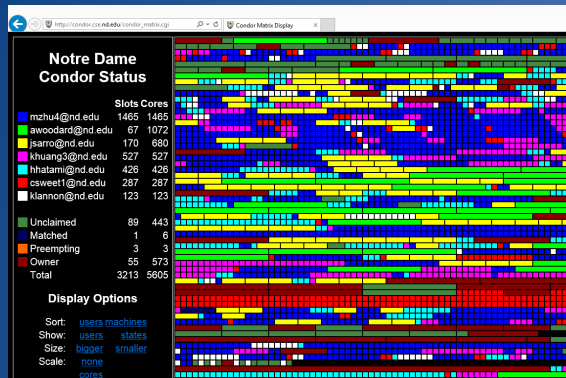 http://condor.cse.nd.edu/condor_matrix.cgi
Condor Matrix Display
Notre Dame
Condor Status
Slots Cores
mzhu4@nd.edu 1465 1465
awoodard@nd.edu 67 1072
jsarro@nd.edu 170 680
khuang3@nd.edu 527 527
hhatami@nd.edu 426 426
csweet1@nd.edu 287 287
klannon@nd.edu 123 123
Unclaimed 89 443
Matched 1 6
Preempting 3 3
Owner 55 573
Total 3213 5605
Display Options
Sort: users machines
Show: users states
Size: bigger smaller
Scale: none
cores